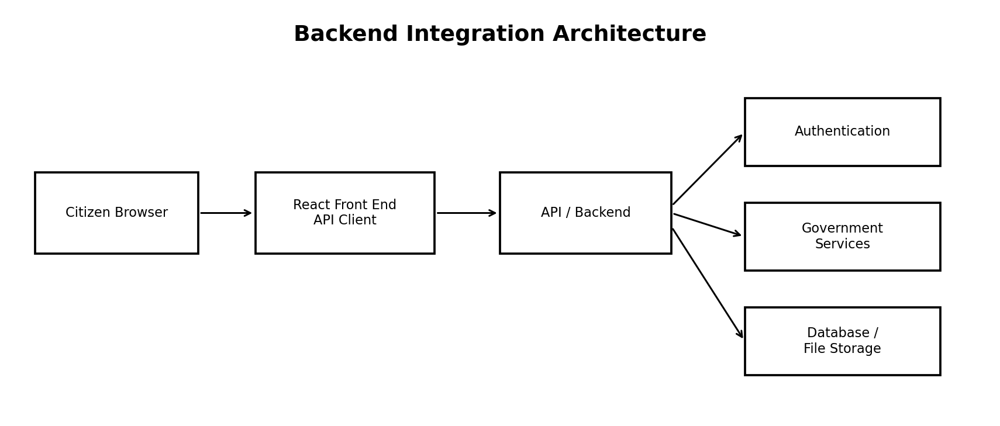 Backend Integration Architecture
Citizen Browser
React Front End
API Client
API / Backend
Authentication
Government
Services
Database /
File Storage